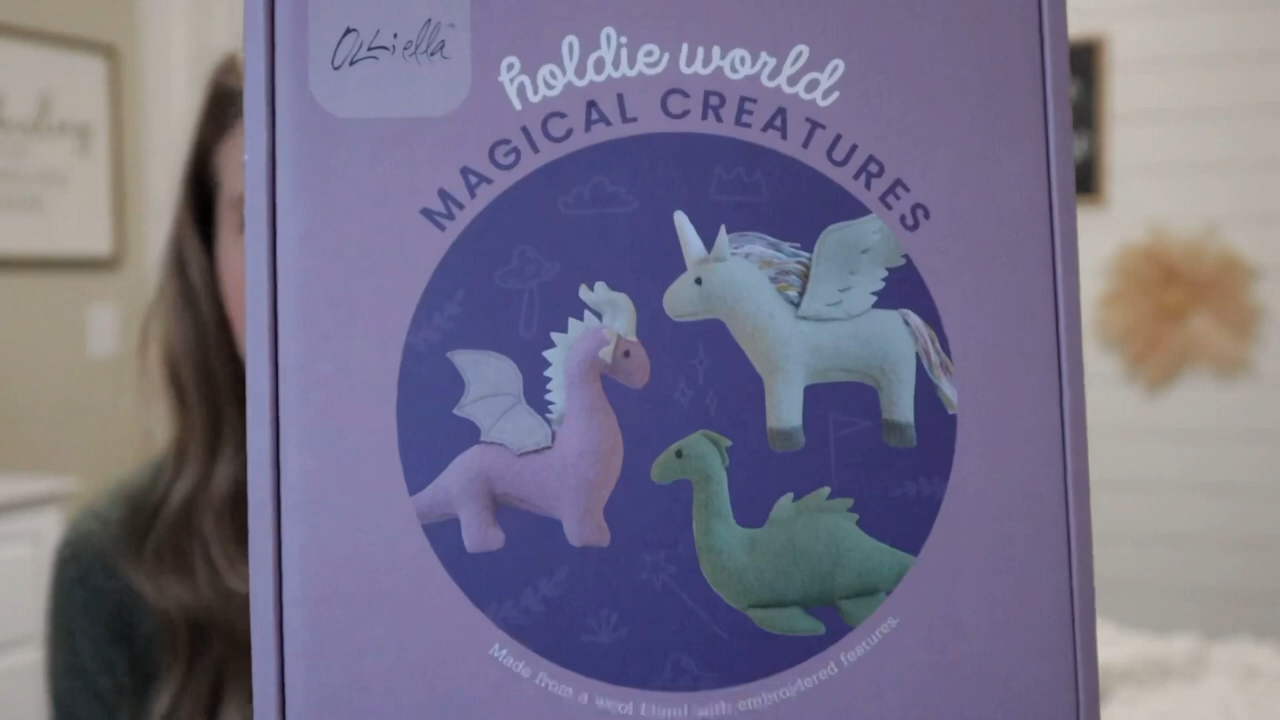 OLLiella
holdie world
MAGICAL CREATURES
Made from a wool blend with embroidered features.